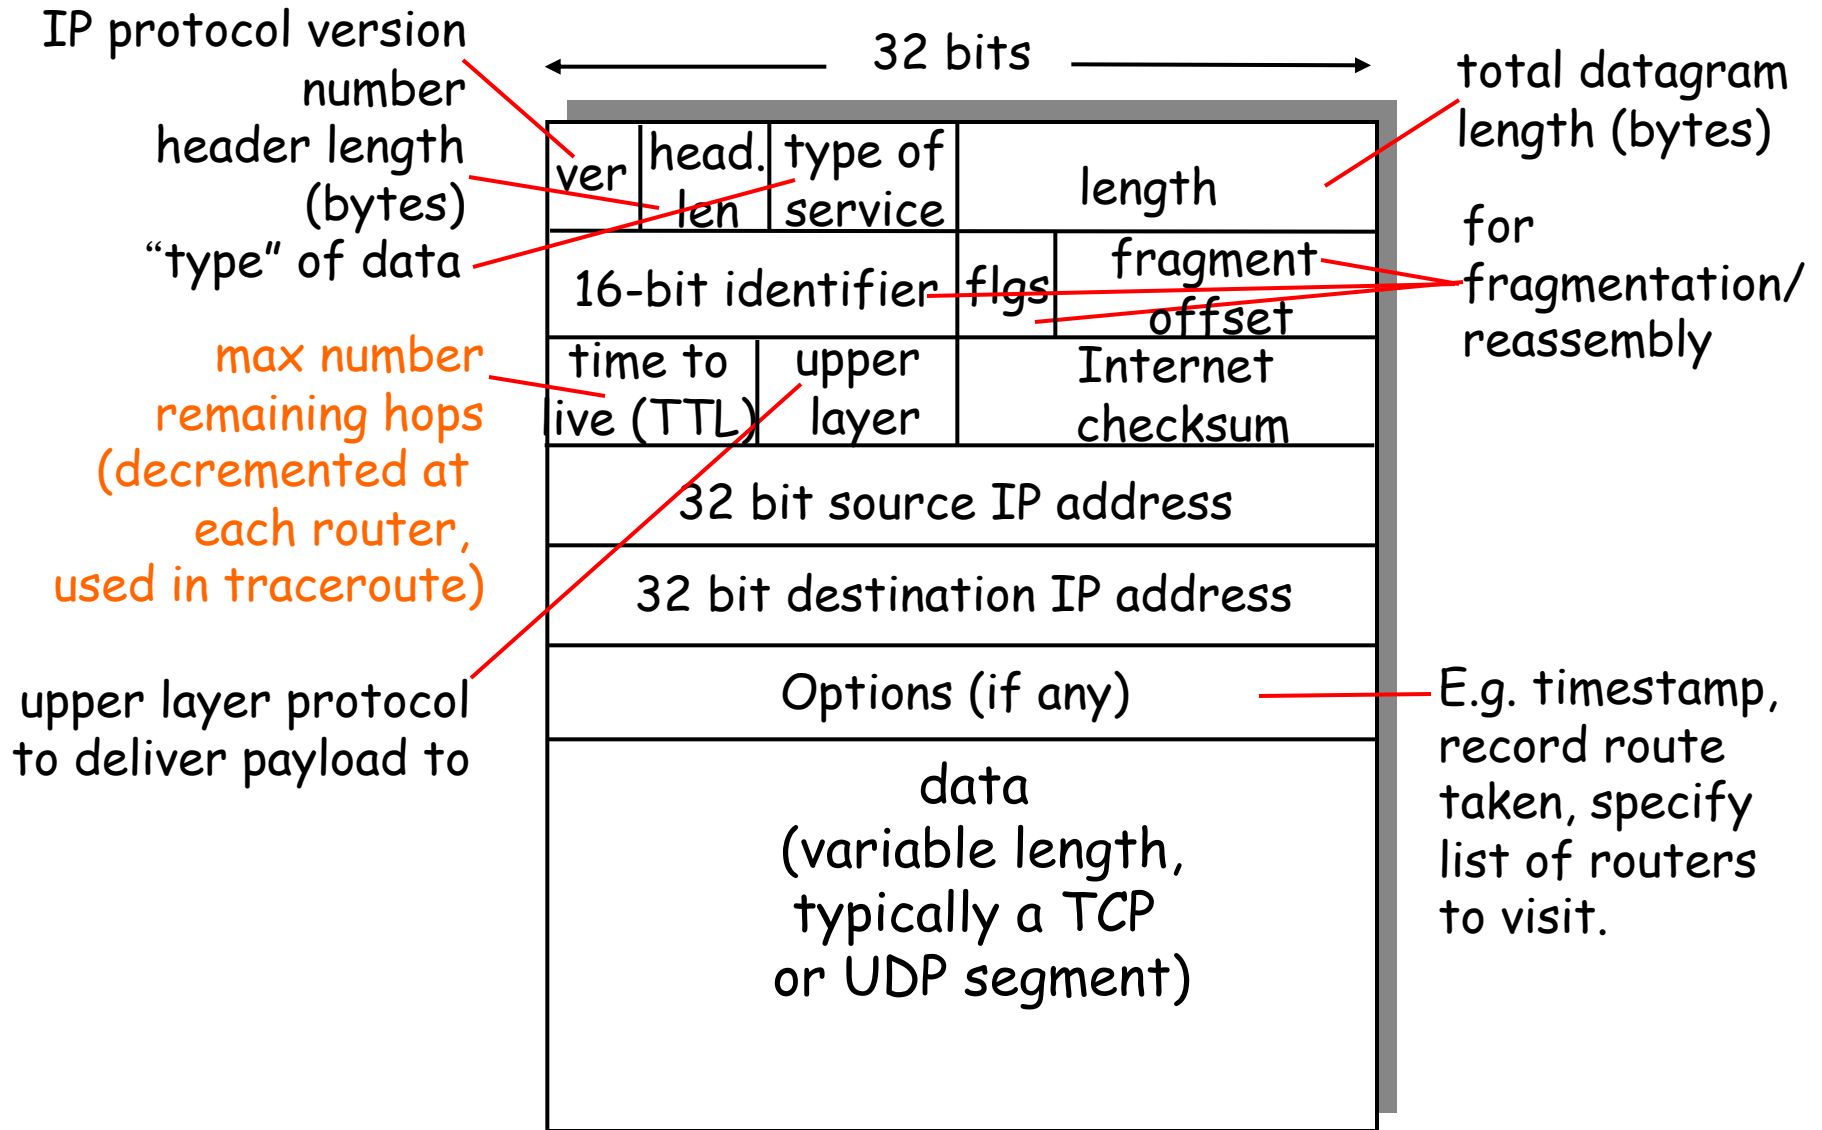 IP protocol version
number
header length
(bytes)
“type” of data
max number
remaining hops
(decremented at
each router,
used in traceroute)
upper layer protocol
to deliver payload to
32 bits
ver
head.
len
type of
service
length
16-bit identifier
flgs
fragment
offset
time to
live (TTL)
upper
layer
Internet
checksum
32 bit source IP address
32 bit destination IP address
Options (if any)
data
(variable length,
typically a TCP
or UDP segment)
total datagram
length (bytes)
for
fragmentation/
reassembly
E.g. timestamp,
record route
taken, specify
list of routers
to visit.